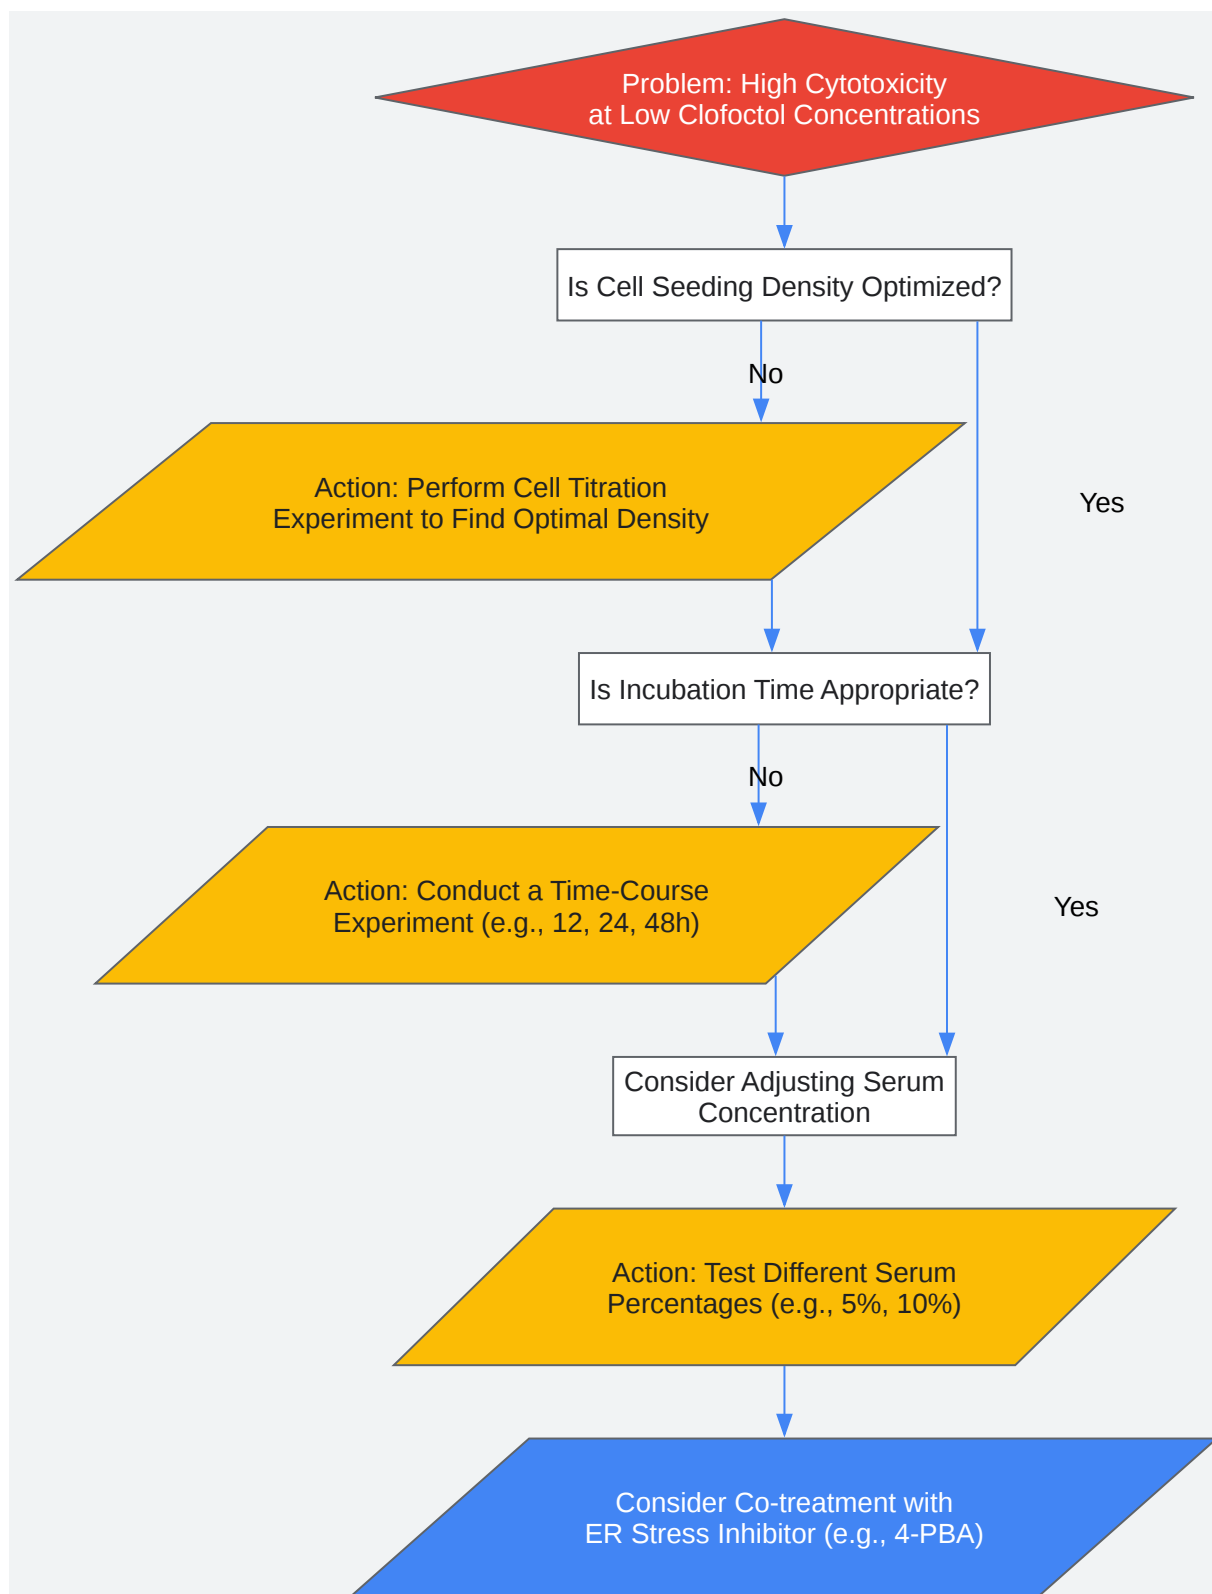 Problem: High Cytotoxicity
at Low Clofoctol Concentrations
Is Cell Seeding Density Optimized?
No
Action: Perform Cell Titration
Experiment to Find Optimal Density
Yes
Is Incubation Time Appropriate?
No
Action: Conduct a Time-Course
Experiment (e.g., 12, 24, 48h)
Yes
Consider Adjusting Serum
Concentration
Action: Test Different Serum
Percentages (e.g., 5%, 10%)
Consider Co-treatment with
ER Stress Inhibitor (e.g., 4-PBA)